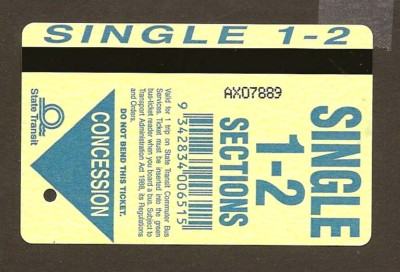 SINGLE 1-2
State Transit
CONCESSION
DO NOT BEND THIS TICKET.
Valid for 1 trip on State Transit Commuter Bus
Services. Ticket must be inserted into the green
bus-ticket reader when you board a bus. Subject to
Transport Administration Act 1988, its Regulations
and Orders.
9 342834 006515
AX07889
SINGLE
1-2
SECTIONS